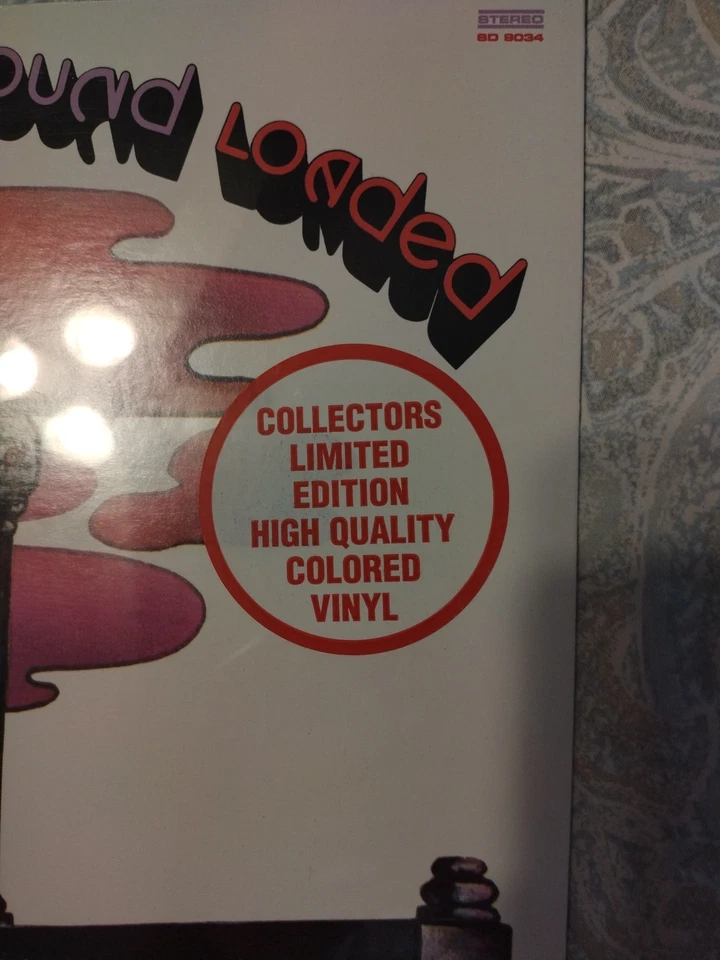 STEREO
SD 9034
ound Loaded
COLLECTORS
LIMITED
EDITION
HIGH QUALITY
COLORED
VINYL